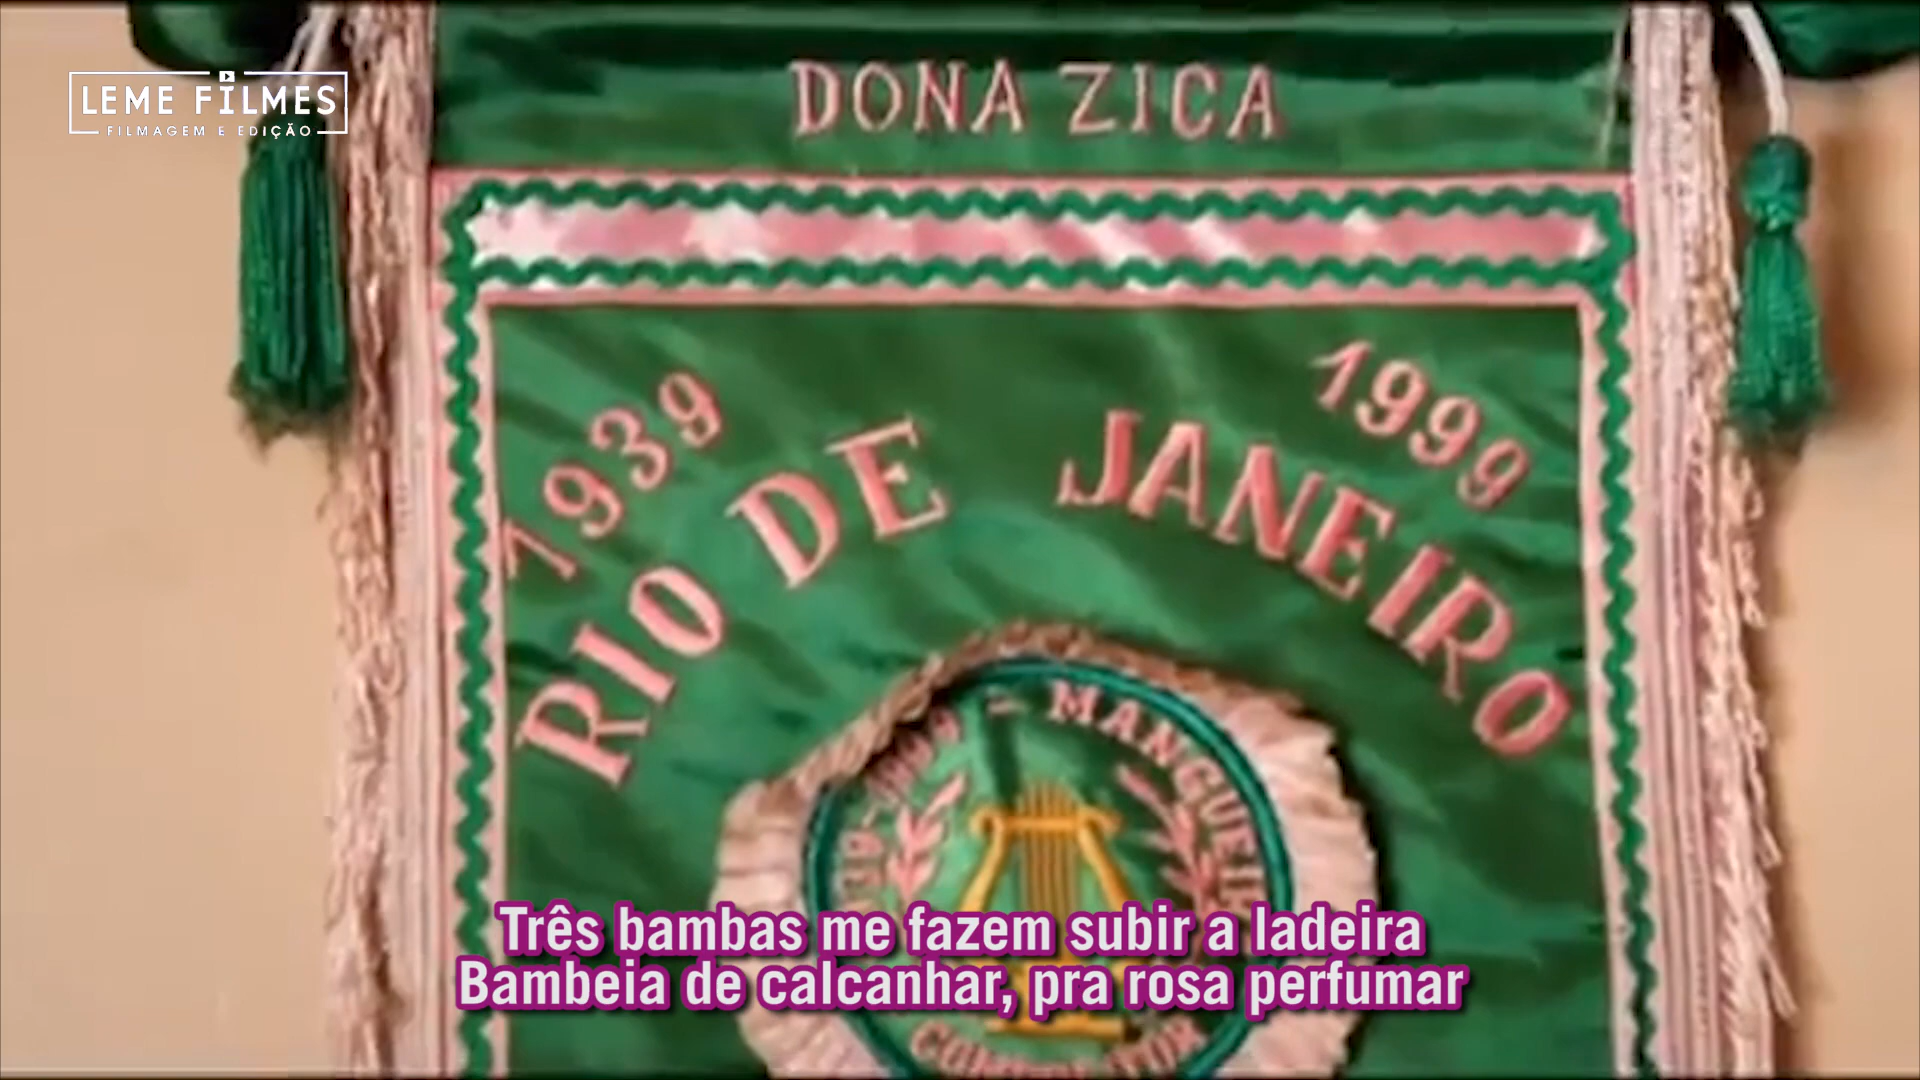 LEME FILMES
FILMAGEM E EDIÇÃO
DONA ZICA
1939
1999
RIO DE JANEIRO
MANGUEIRA
Três bambas me fazem subir a ladeira
Bambeia de calcanhar, pra rosa perfumar